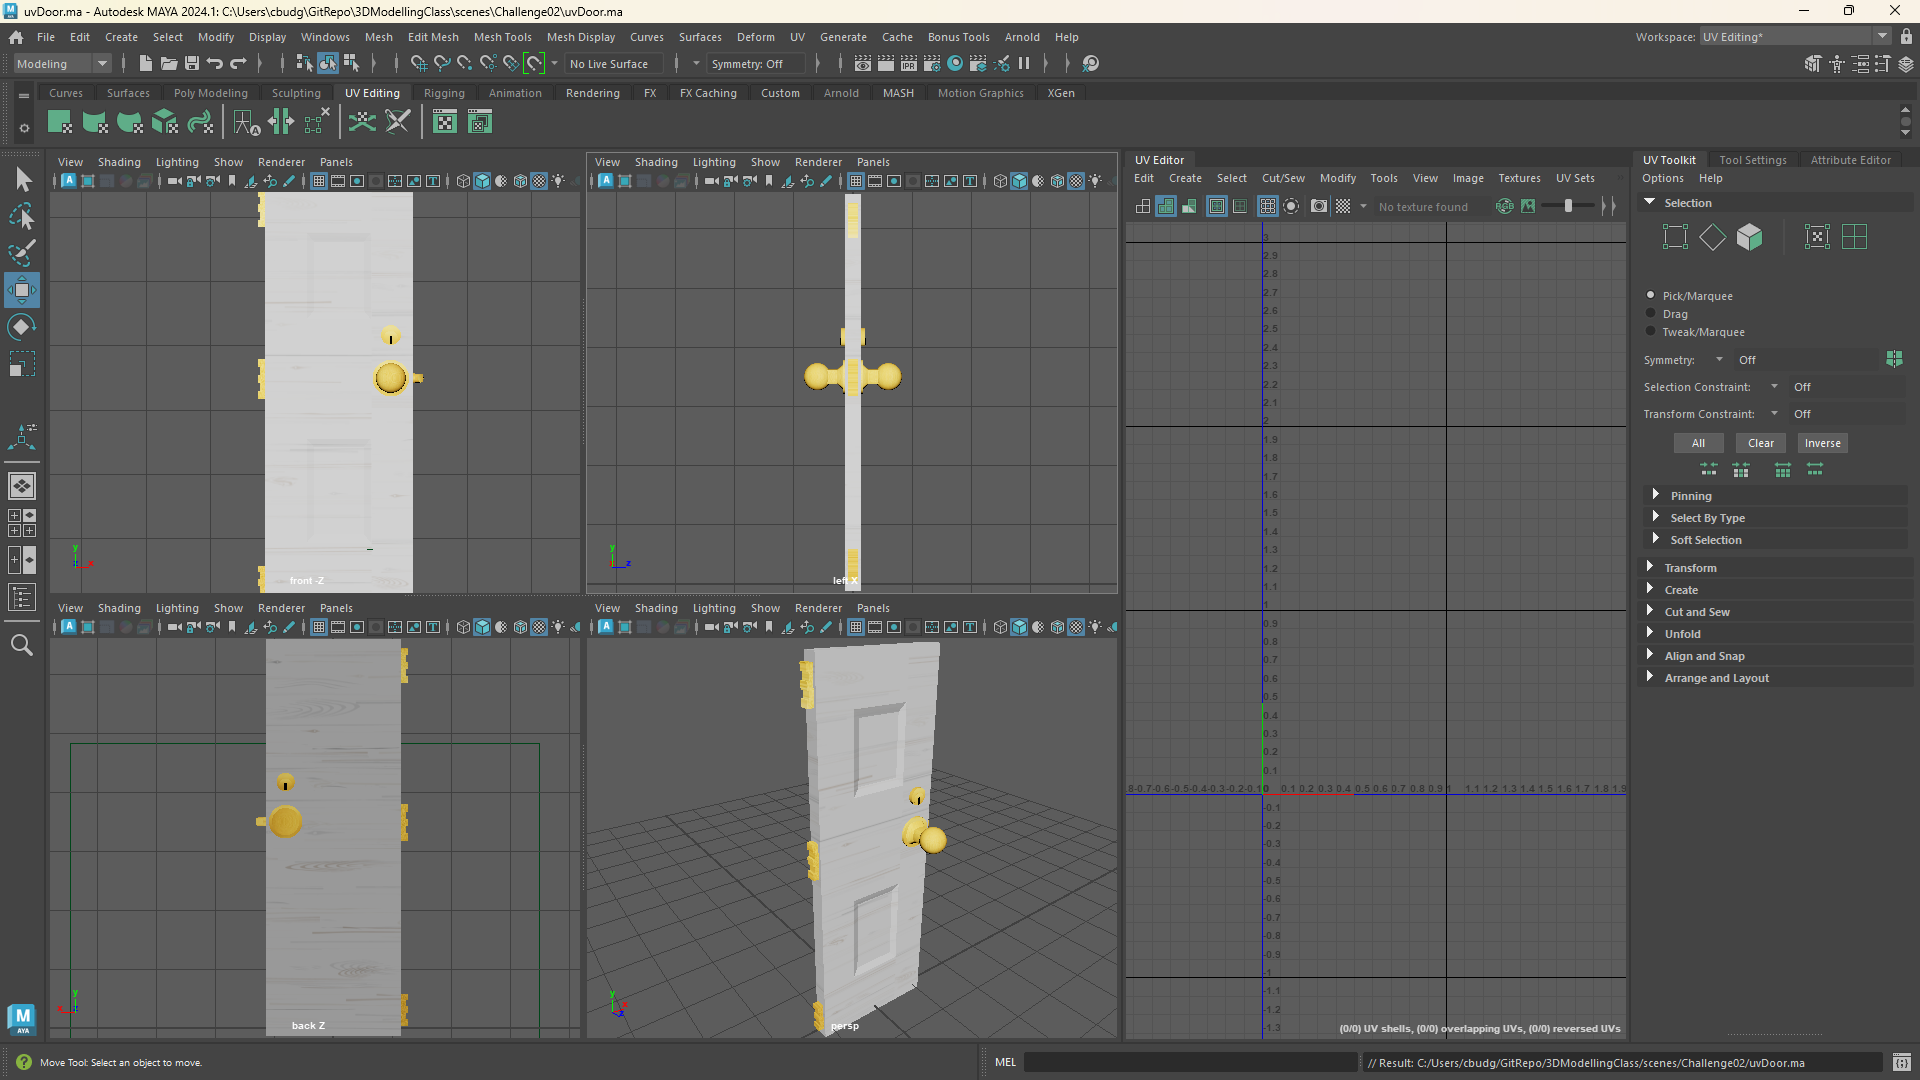 uvDoor.ma - Autodesk MAYA 2024.1: C:\Users\cbudg\GitRepo\3DModellingClass\scenes\Challenge02\uvDoor.ma
File Edit Create Select Modify Display Windows Mesh Edit Mesh Mesh Tools Mesh Display Curves Surfaces Deform UV Generate Cache Bonus Tools Arnold Help
Workspace: UV Editing*
Modeling No Live Surface Symmetry: Off
Curves Surfaces Poly Modeling Sculpting UV Editing Rigging Animation Rendering FX FX Caching Custom Arnold MASH Motion Graphics XGen
View Shading Lighting Show Renderer Panels
front -Z
View Shading Lighting Show Renderer Panels
left X
View Shading Lighting Show Renderer Panels
back Z
View Shading Lighting Show Renderer Panels
persp
UV Editor
Edit Create Select Cut/Sew Modify Tools View Image Textures UV Sets
No texture found
3
2.9
2.8
2.7
2.6
2.5
2.4
2.3
2.2
2.1
2
1.9
1.8
1.7
1.6
1.5
1.4
1.3
1.2
1.1
1
0.9
0.8
0.7
0.6
0.5
0.4
0.3
0.2
0.1
.8-0.7-0.6-0.5-0.4-0.3-0.2-0.1 0 0.1 0.2 0.3 0.4 0.5 0.6 0.7 0.8 0.9 1 1.1 1.2 1.3 1.4 1.5 1.6 1.7 1.8 1.9
-0.1
-0.2
-0.3
-0.4
-0.5
-0.6
-0.7
-0.8
-0.9
-1
-1.1
-1.2
-1.3
(0/0) UV shells, (0/0) overlapping UVs, (0/0) reversed UVs
UV Toolkit Tool Settings Attribute Editor
Options Help
Selection
Pick/Marquee
Drag
Tweak/Marquee
Symmetry: Off
Selection Constraint: Off
Transform Constraint: Off
All Clear Inverse
Pinning
Select By Type
Soft Selection
Transform
Create
Cut and Sew
Unfold
Align and Snap
Arrange and Layout
Move Tool: Select an object to move.
MEL
// Result: C:/Users/cbudg/GitRepo/3DModellingClass/scenes/Challenge02/uvDoor.ma